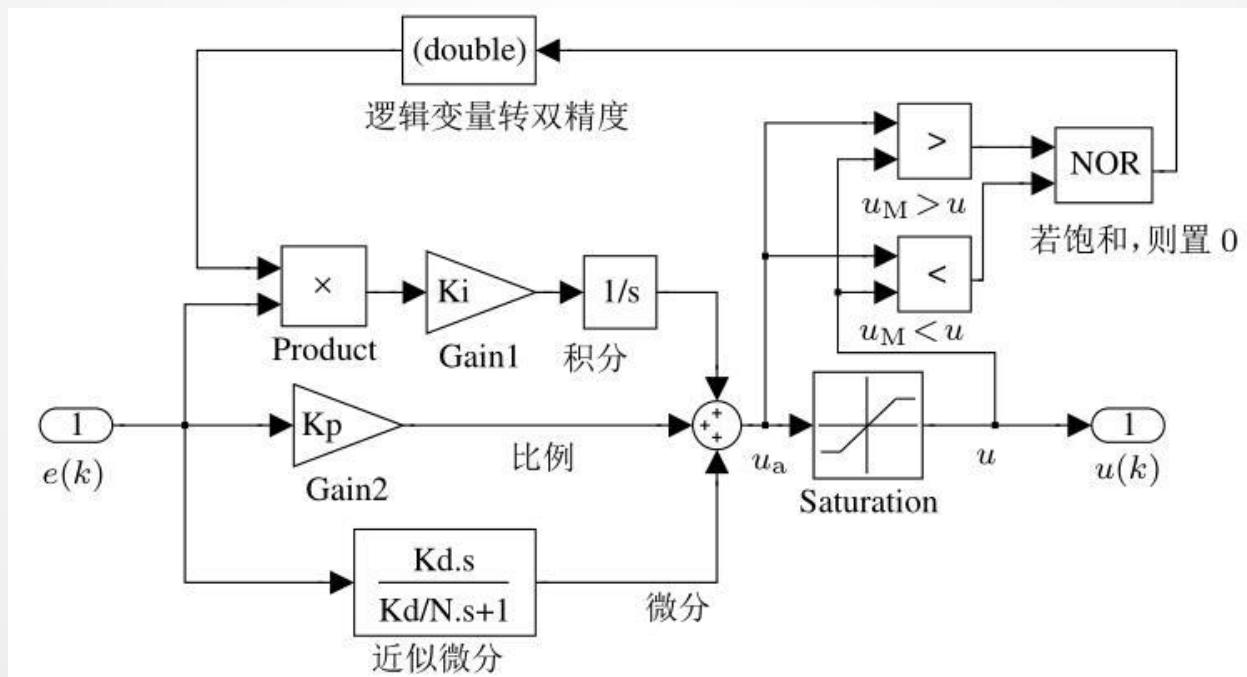 (double)
逻辑变量转双精度
>
NOR
u_M > u
若饱和,则置 0
<
u_M < u
×
Ki
1/s
Product
Gain1
积分
1
e(k)
Kp
Gain2
比例
+
+
+
u_a
Saturation
u
1
u(k)
Kd.s
Kd/N.s+1
近似微分
微分